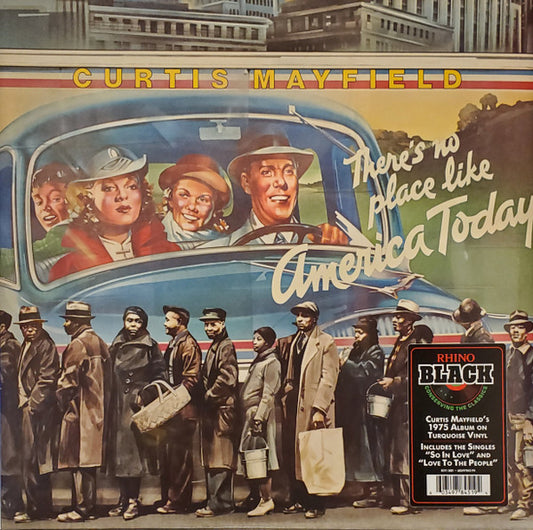 CURTIS MAYFIELD
There's no
place like
America Today
RHINO
BLACK
CONSERVING THE CLASSICS
CURTIS MAYFIELD'S
1975 ALBUM ON
TURQUOISE VINYL
INCLUDES THE SINGLES
"SO IN LOVE" AND
"LOVE TO THE PEOPLE"